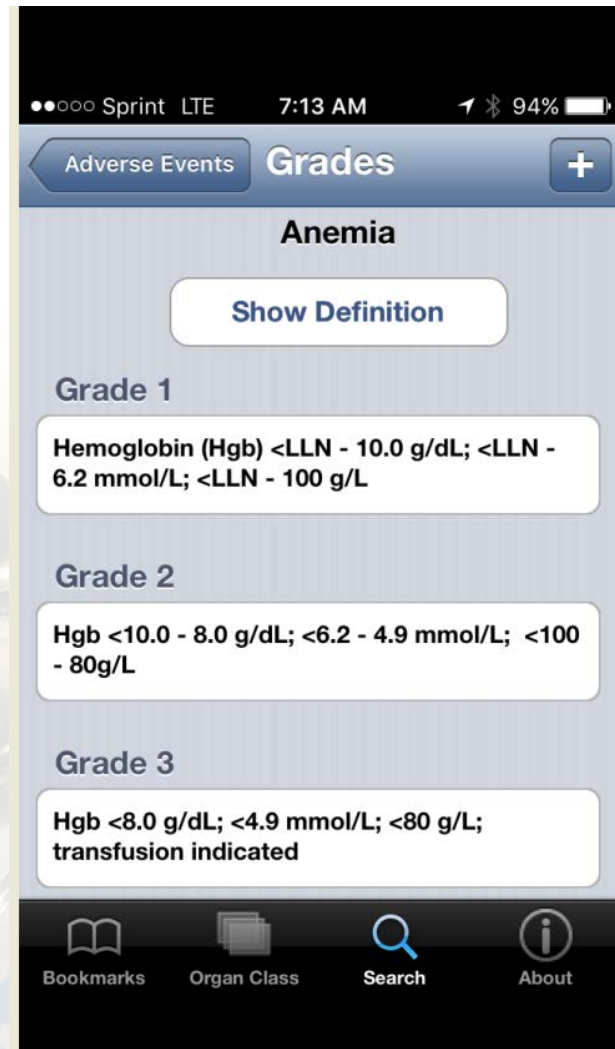 Sprint LTE 7:13 AM 94%
Adverse Events Grades +
Anemia
Show Definition
Grade 1
Hemoglobin (Hgb) <LLN - 10.0 g/dL; <LLN -
6.2 mmol/L; <LLN - 100 g/L
Grade 2
Hgb <10.0 - 8.0 g/dL; <6.2 - 4.9 mmol/L;  <100
- 80g/L
Grade 3
Hgb <8.0 g/dL; <4.9 mmol/L; <80 g/L;
transfusion indicated
Bookmarks Organ Class Search About